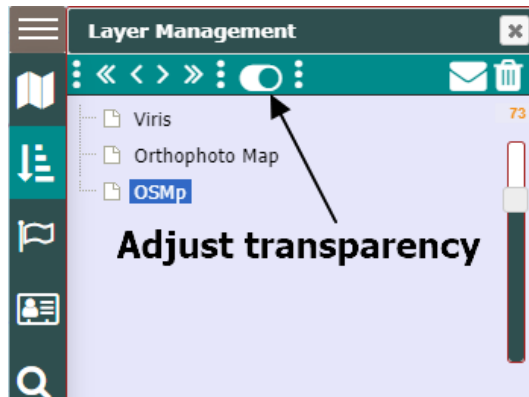 Layer Management
73
Viris
Orthophoto Map
OSMp
Adjust transparency